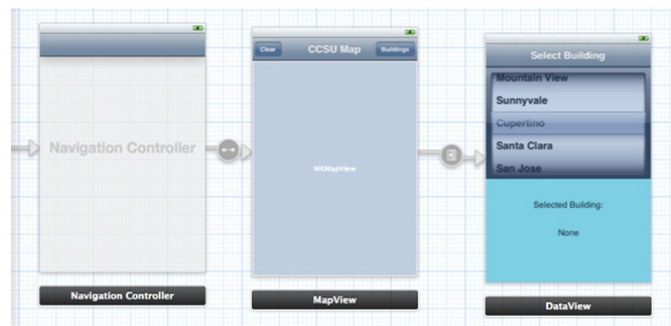 Navigation Controller
Navigation Controller
Clear
CCSU Map
Buildings
MKMapView
MapView
Select Building
Mountain View
Sunnyvale
Cupertino
Santa Clara
San Jose
Selected Building:
None
DataView